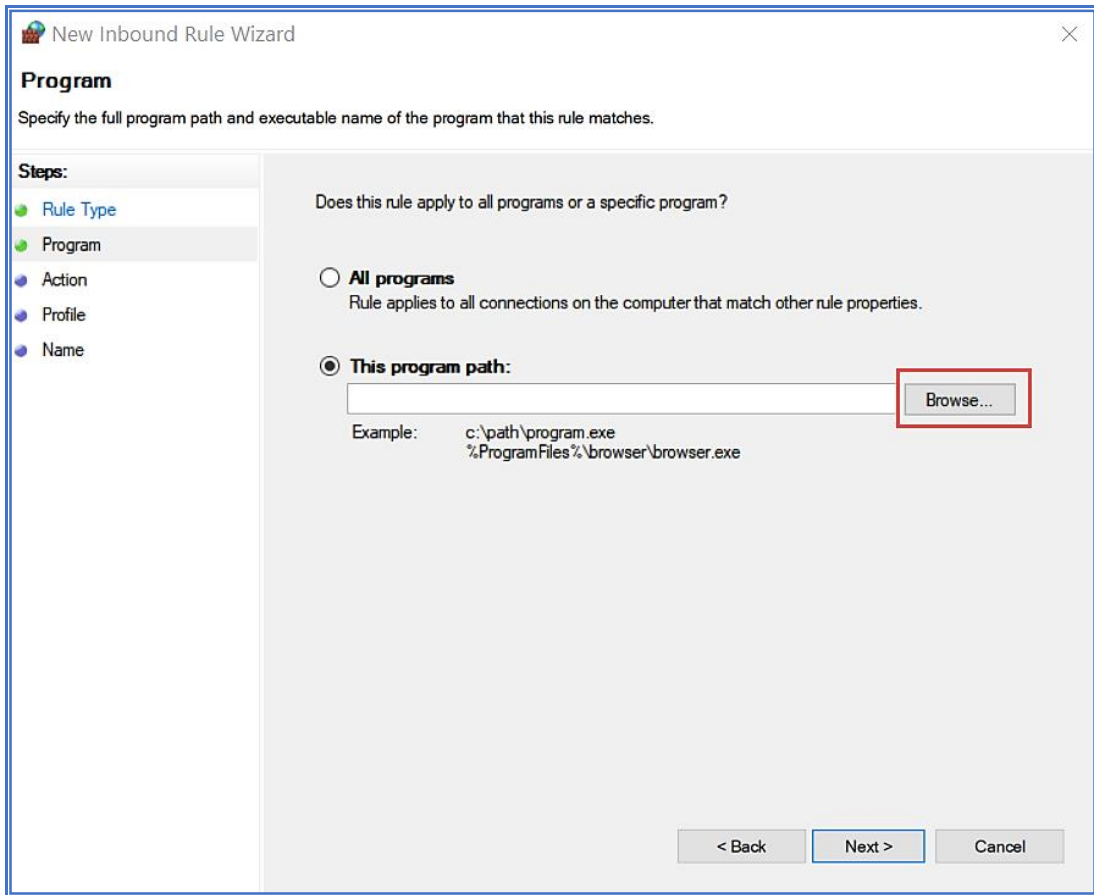 New Inbound Rule Wizard
Program
Specify the full program path and executable name of the program that this rule matches.
Steps:
Rule Type
Program
Action
Profile
Name
Does this rule apply to all programs or a specific program?
All programs
Rule applies to all connections on the computer that match other rule properties.
This program path:
Browse...
Example: c:\path\program.exe
%ProgramFiles%\browser\browser.exe
< Back Next > Cancel